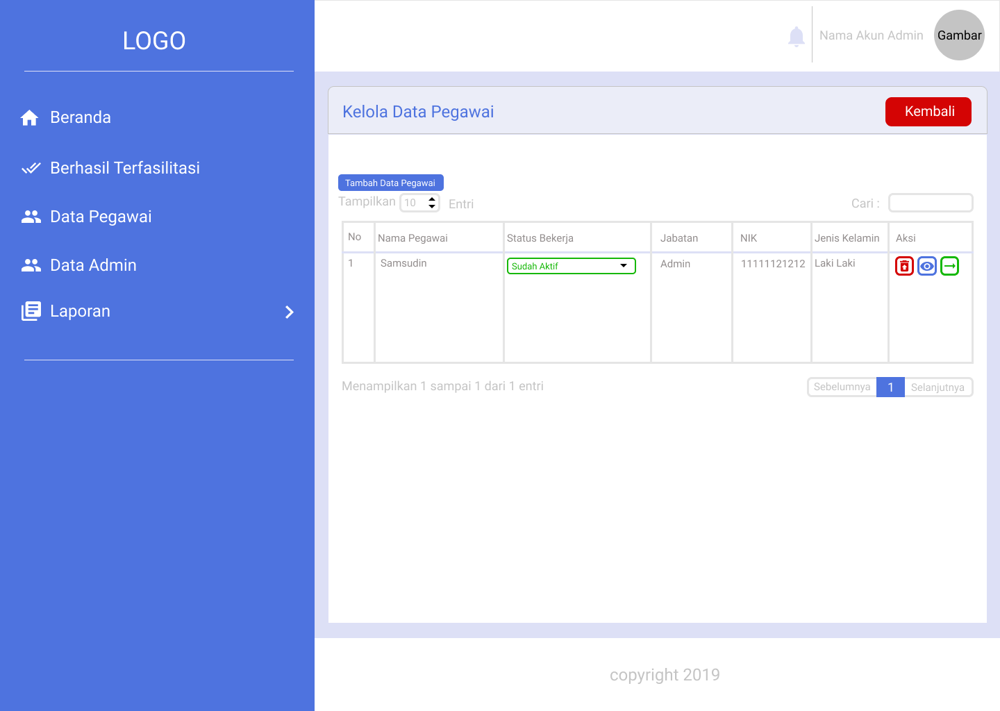 LOGO
Beranda
Berhasil Terfasilitasi
Data Pegawai
Data Admin
Laporan
Nama Akun Admin
Gambar
Kelola Data Pegawai
Kembali
Tambah Data Pegawai
Tampilkan 10 Entri
Cari :
No Nama Pegawai Status Bekerja Jabatan NIK Jenis Kelamin Aksi
1 Samsudin Sudah Aktif Admin 11111121212 Laki Laki
Menampilkan 1 sampai 1 dari 1 entri
Sebelumnya 1 Selanjutnya
copyright 2019